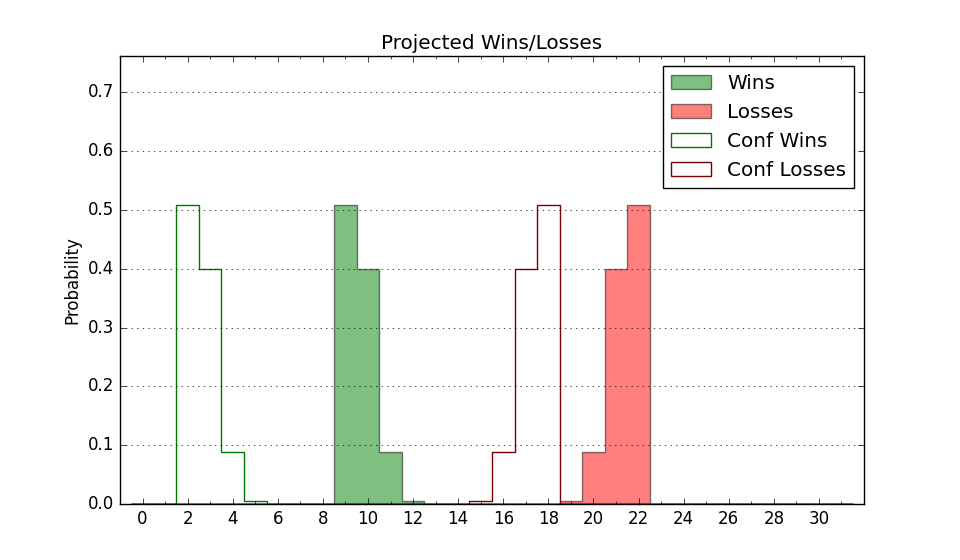 Projected Wins/Losses
Wins
Losses
Conf Wins
Conf Losses
Probability
0.7
0.6
0.5
0.4
0.3
0.2
0.1
0.0
0 2 4 6 8 10 12 14 16 18 20 22 24 26 28 30